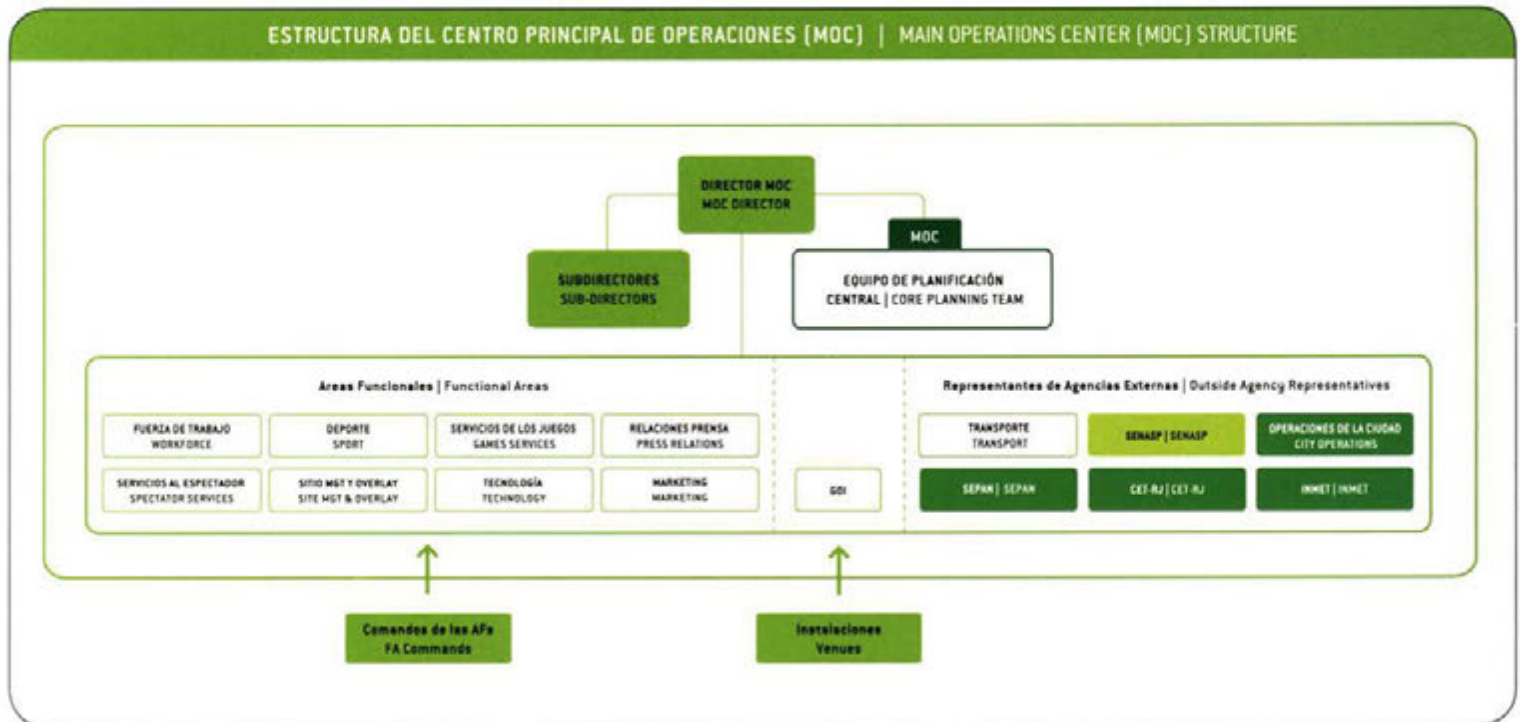 ESTRUCTURA DEL CENTRO PRINCIPAL DE OPERACIONES (MOC) | MAIN OPERATIONS CENTER (MOC) STRUCTURE
DIRECTOR MOC
MOC DIRECTOR
SUBDIRECTORES
SUB-DIRECTORS
MOC
EQUIPO DE PLANIFICACIÓN
CENTRAL | CORE PLANNING TEAM
Areas Funcionales | Functional Areas
FUERZA DE TRABAJO
WORKFORCE
DEPORTE
SPORT
SERVICIOS DE LOS JUEGOS
GAMES SERVICES
RELACIONES PRENSA
PRESS RELATIONS
SERVICIOS AL ESPECTADOR
SPECTATOR SERVICES
SITIO MGT Y OVERLAY
SITE MGT & OVERLAY
TECNOLOGÍA
TECHNOLOGY
MARKETING
MARKETING
GOI
Representantes de Agencias Externas | Outside Agency Representatives
TRANSPORTE
TRANSPORT
SENASP | SENASP
OPERACIONES DE LA CIUDAD
CITY OPERATIONS
SEPAN | SEPAN
CET-RJ | CET-RJ
INMET | INMET
Comandos de las AFs
FA Commands
Instalaciones
Venues